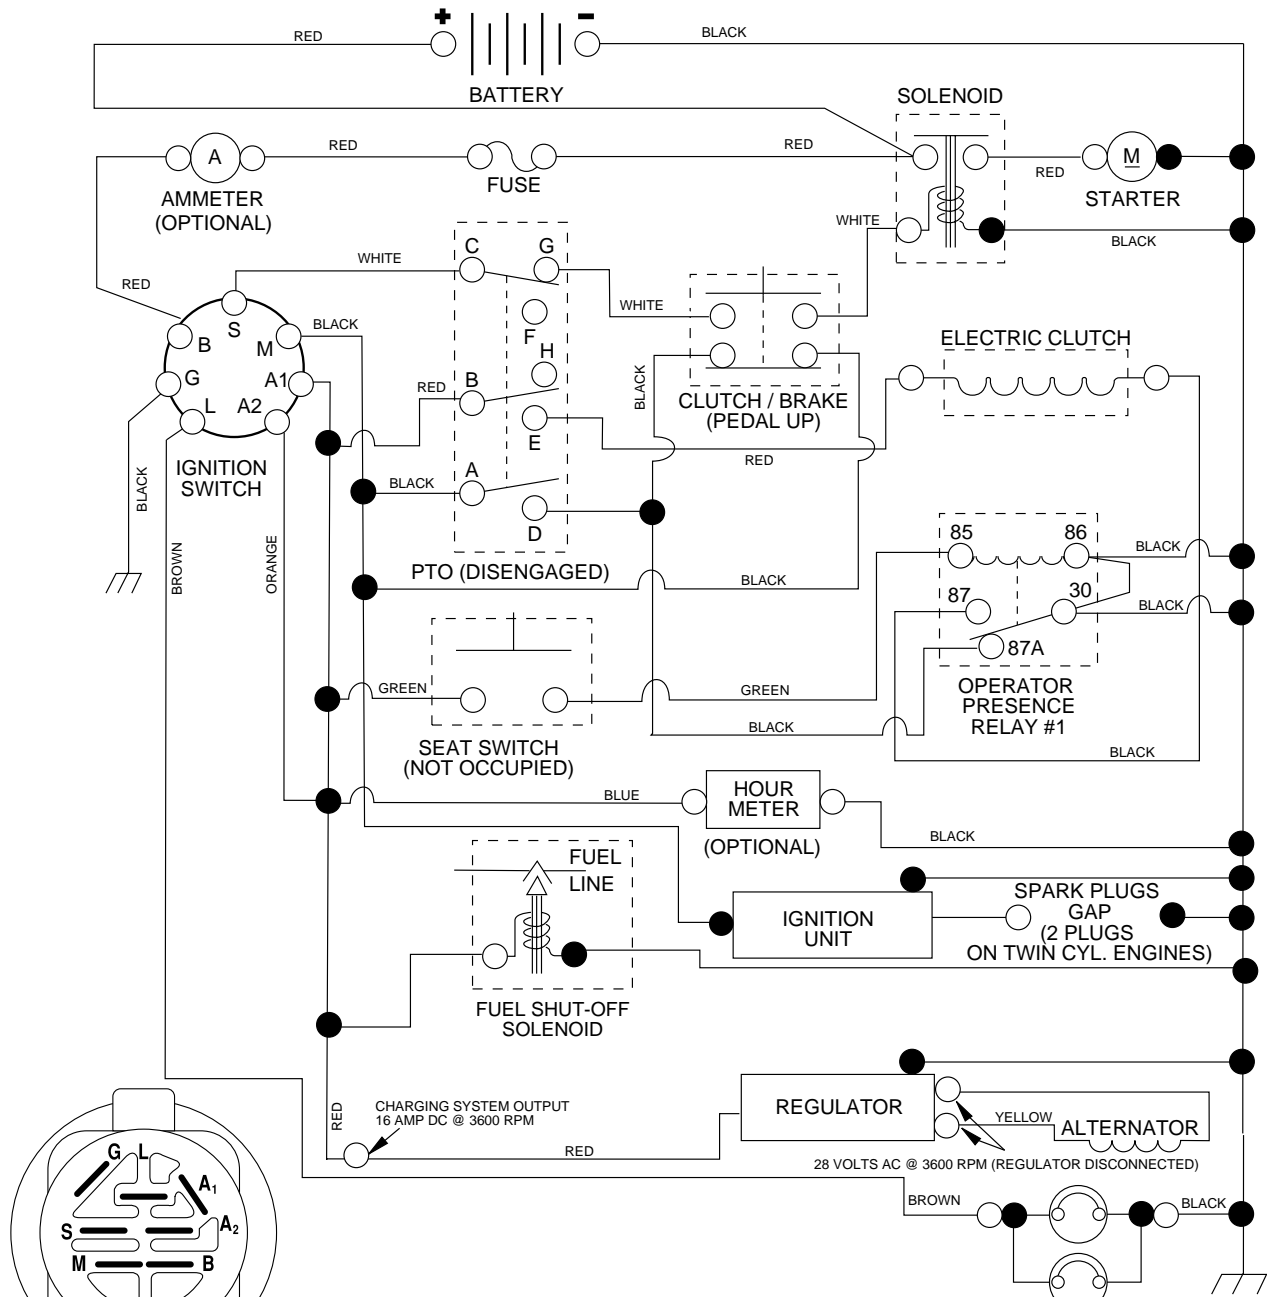 + -
RED
BLACK
BATTERY
SOLENOID
A
RED
RED
M
RED
FUSE
AMMETER
(OPTIONAL)
STARTER
WHITE
BLACK
C G
WHITE
RED
WHITE
S
BLACK
F
B
M
H
ELECTRIC CLUTCH
G
A1
B
RED
BLACK
CLUTCH / BRAKE
(PEDAL UP)
L A2
E
RED
IGNITION
SWITCH
A
BLACK
BLACK
D
85 86
BLACK
BROWN
ORANGE
PTO (DISENGAGED)
BLACK
87 30
BLACK
87A
GREEN
GREEN
OPERATOR
PRESENCE
RELAY #1
BLACK
SEAT SWITCH
(NOT OCCUPIED)
BLACK
BLUE
HOUR
METER
(OPTIONAL)
BLACK
FUEL
LINE
SPARK PLUGS
GAP
(2 PLUGS
ON TWIN CYL. ENGINES)
IGNITION
UNIT
FUEL SHUT-OFF
SOLENOID
RED
CHARGING SYSTEM OUTPUT
16 AMP DC @ 3600 RPM
REGULATOR
YELLOW
ALTERNATOR
RED
28 VOLTS AC @ 3600 RPM (REGULATOR DISCONNECTED)
BROWN
BLACK
G L
A1
S
A2
M
B